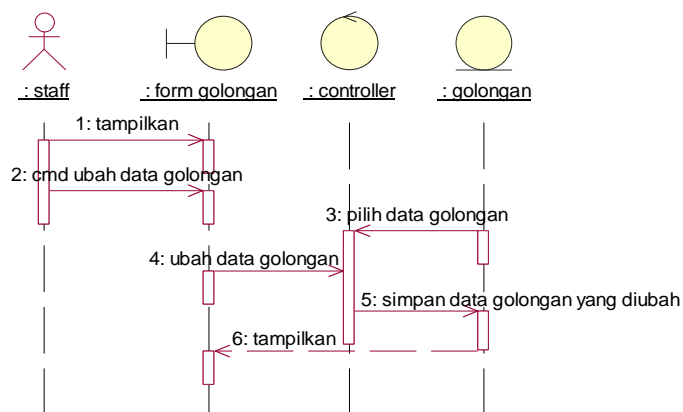 : staff
: form golongan
: controller
: golongan
1: tampilkan
2: cmd ubah data golongan
3: pilih data golongan
4: ubah data golongan
5: simpan data golongan yang diubah
6: tampilkan